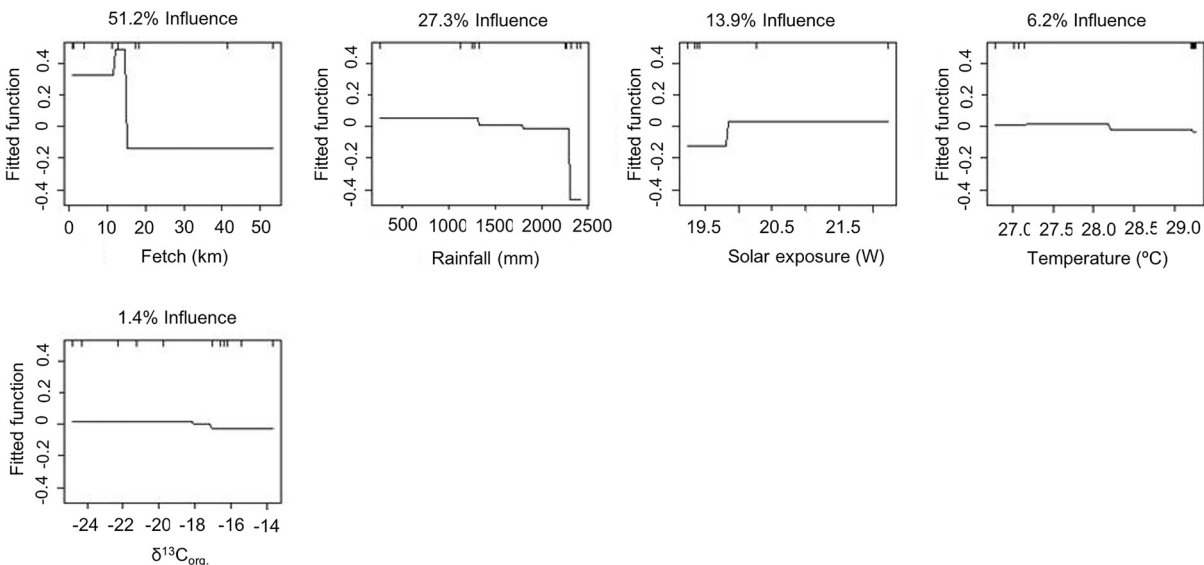 51.2% Influence
Fitted function
0.4
0.2
0
-0.2
-0.4
0 10 20 30 40 50
Fetch (km)
27.3% Influence
Fitted function
0.4
0.2
0
-0.2
-0.4
500 1000 1500 2000 2500
Rainfall (mm)
13.9% Influence
Fitted function
0.4
0.2
0
-0.2
-0.4
19.5 20.5 21.5
Solar exposure (W)
6.2% Influence
Fitted function
0.4
0.2
0
-0.2
-0.4
27.0 27.5 28.0 28.5 29.0
Temperature (ºC)
1.4% Influence
Fitted function
0.4
0.2
0
-0.2
-0.4
-24 -22 -20 -18 -16 -14
δ¹³Corg.